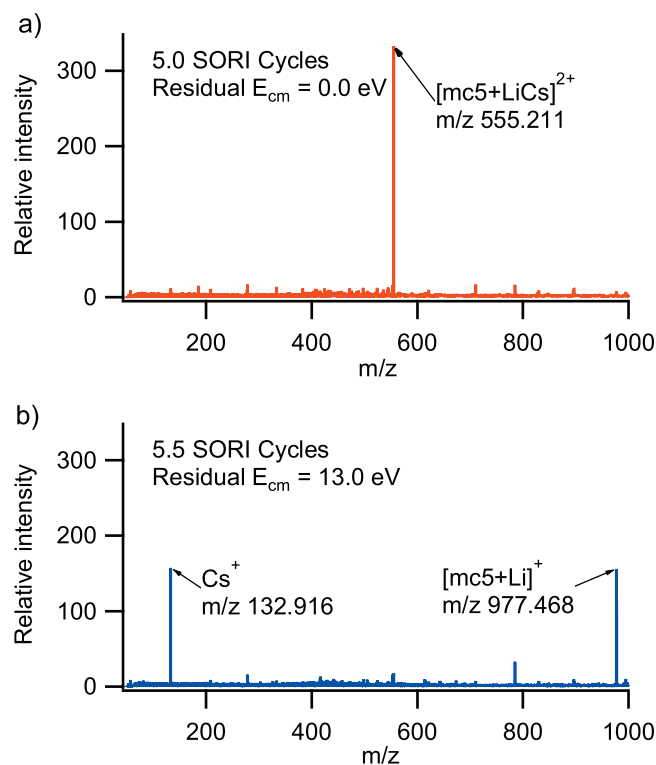 a)
5.0 SORI Cycles
Residual Ecm = 0.0 eV
[mc5+LiCs]2+
m/z 555.211
Relative intensity
300
200
100
0
200 400 600 800 1000
m/z
b)
5.5 SORI Cycles
Residual Ecm = 13.0 eV
Cs+
m/z 132.916
[mc5+Li]+
m/z 977.468
Relative intensity
300
200
100
0
200 400 600 800 1000
m/z